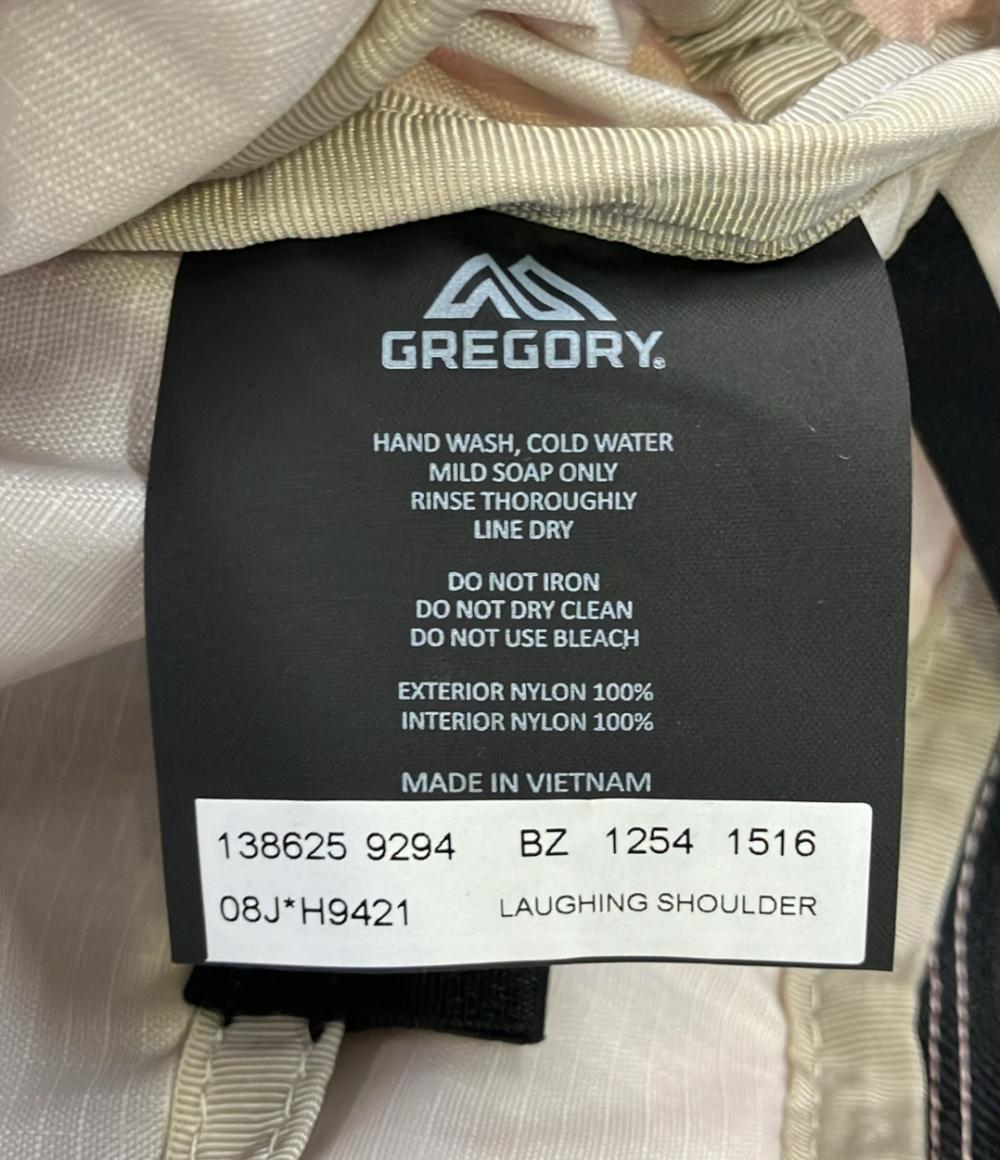 GREGORY®
HAND WASH, COLD WATER
MILD SOAP ONLY
RINSE THOROUGHLY
LINE DRY
DO NOT IRON
DO NOT DRY CLEAN
DO NOT USE BLEACH
EXTERIOR NYLON 100%
INTERIOR NYLON 100%
MADE IN VIETNAM
138625 9294 BZ 1254 1516
08J*H9421 LAUGHING SHOULDER